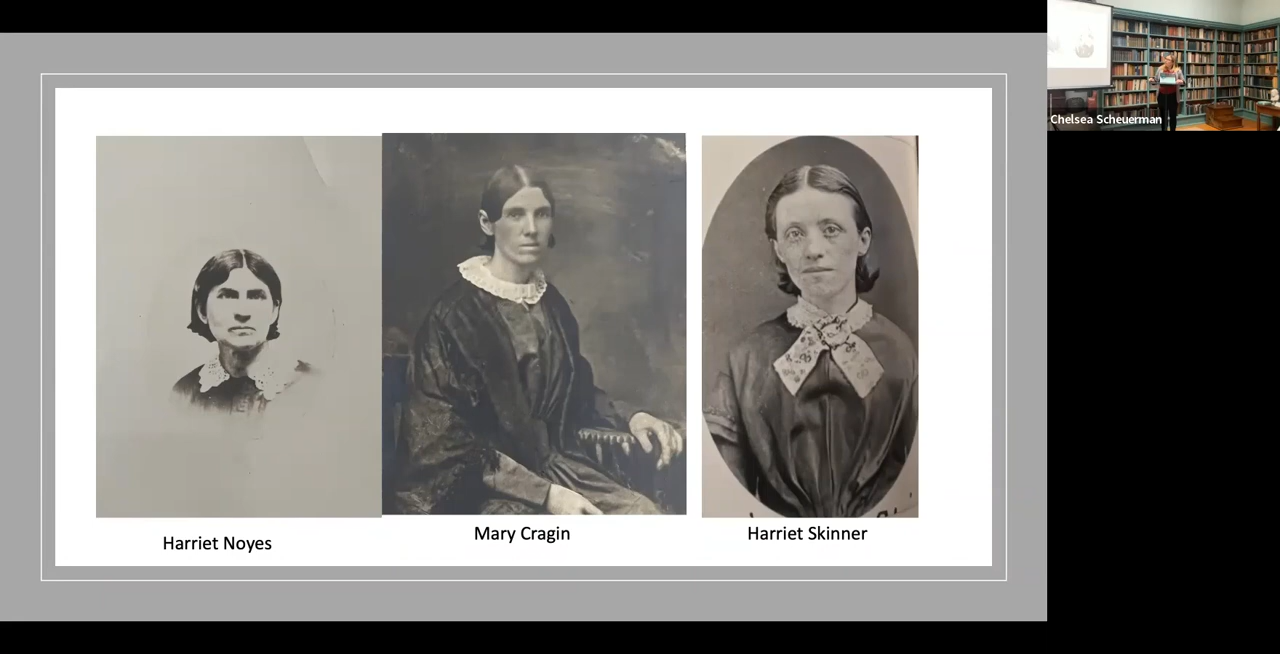 Chelsea Scheuerman
Harriet Noyes
Mary Cragin
Harriet Skinner